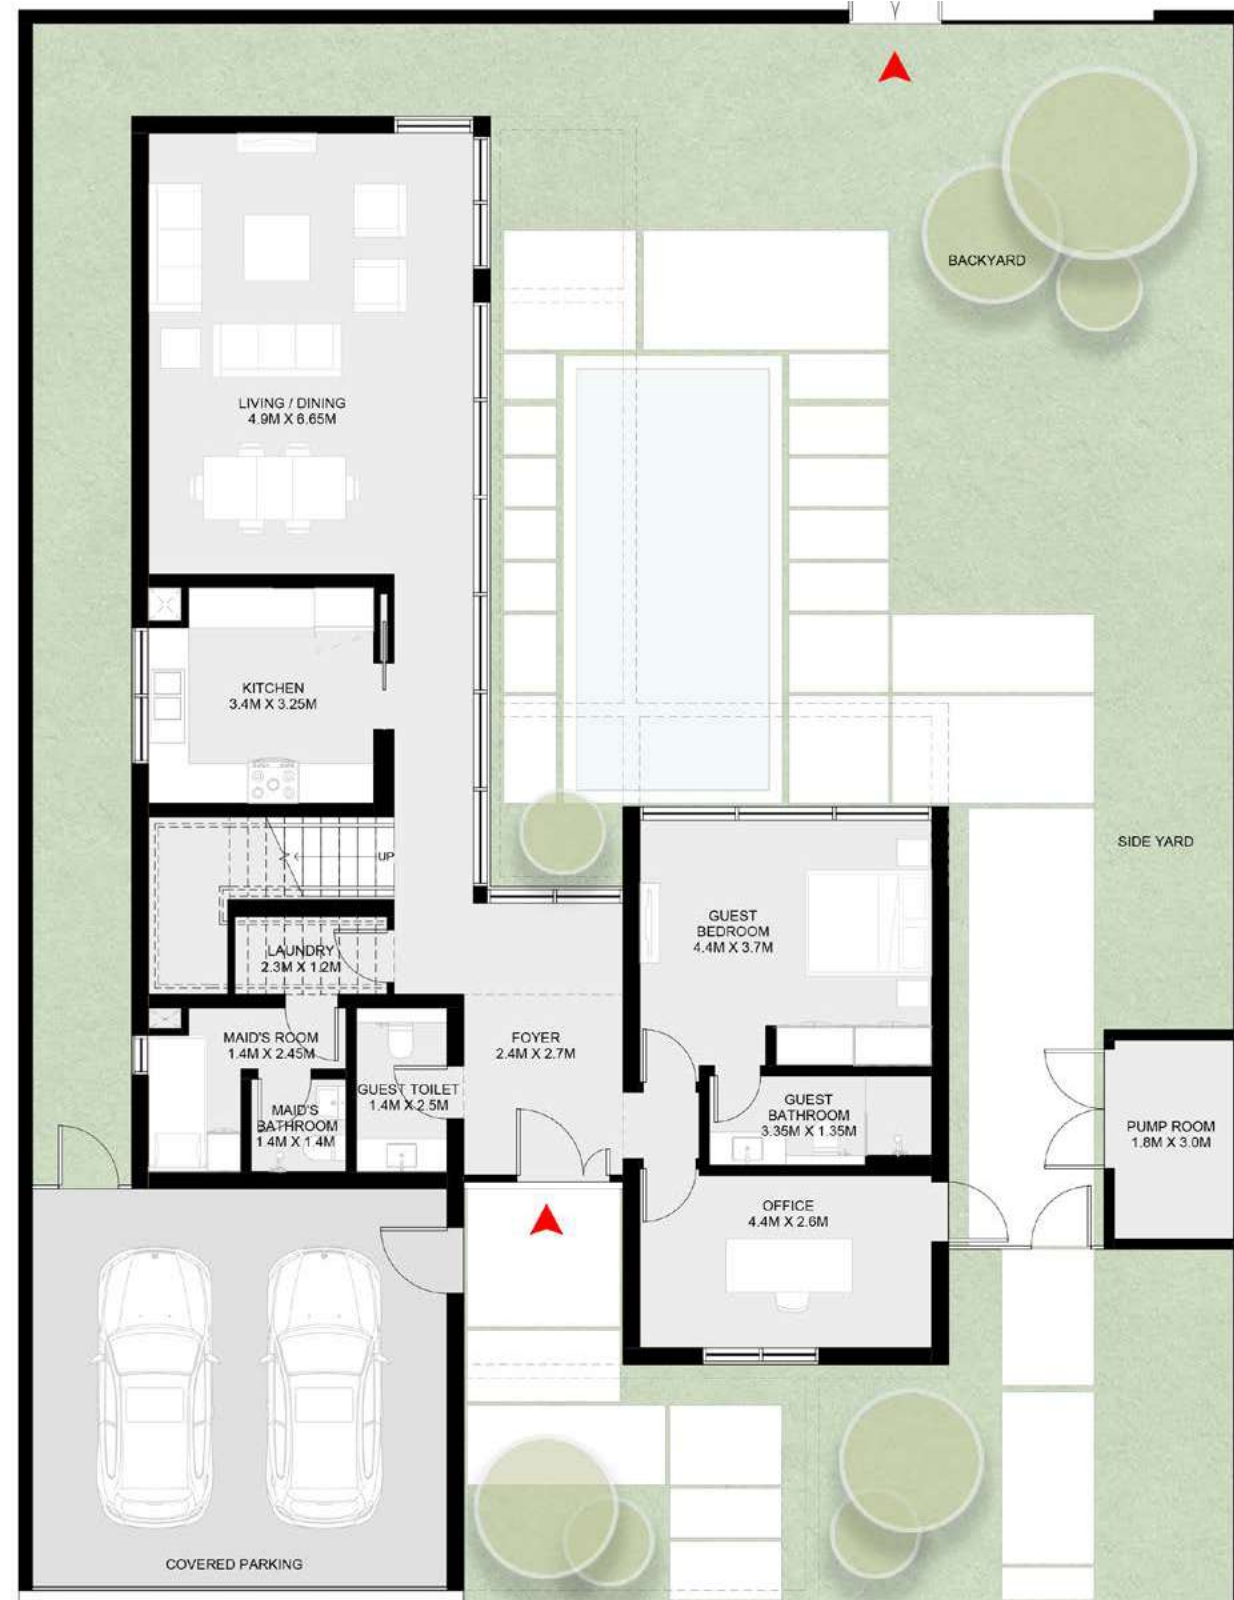 BACKYARD
LIVING / DINING
4.9M X 6.65M
KITCHEN
3.4M X 3.25M
UP
SIDE YARD
GUEST
BEDROOM
4.4M X 3.7M
LAUNDRY
2.3M X 1.2M
MAID'S ROOM
1.4M X 2.45M
FOYER
2.4M X 2.7M
GUEST TOILET
1.4M X 2.5M
MAID'S
BATHROOM
1.4M X 1.4M
GUEST
BATHROOM
3.35M X 1.35M
PUMP ROOM
1.8M X 3.0M
OFFICE
4.4M X 2.6M
COVERED PARKING